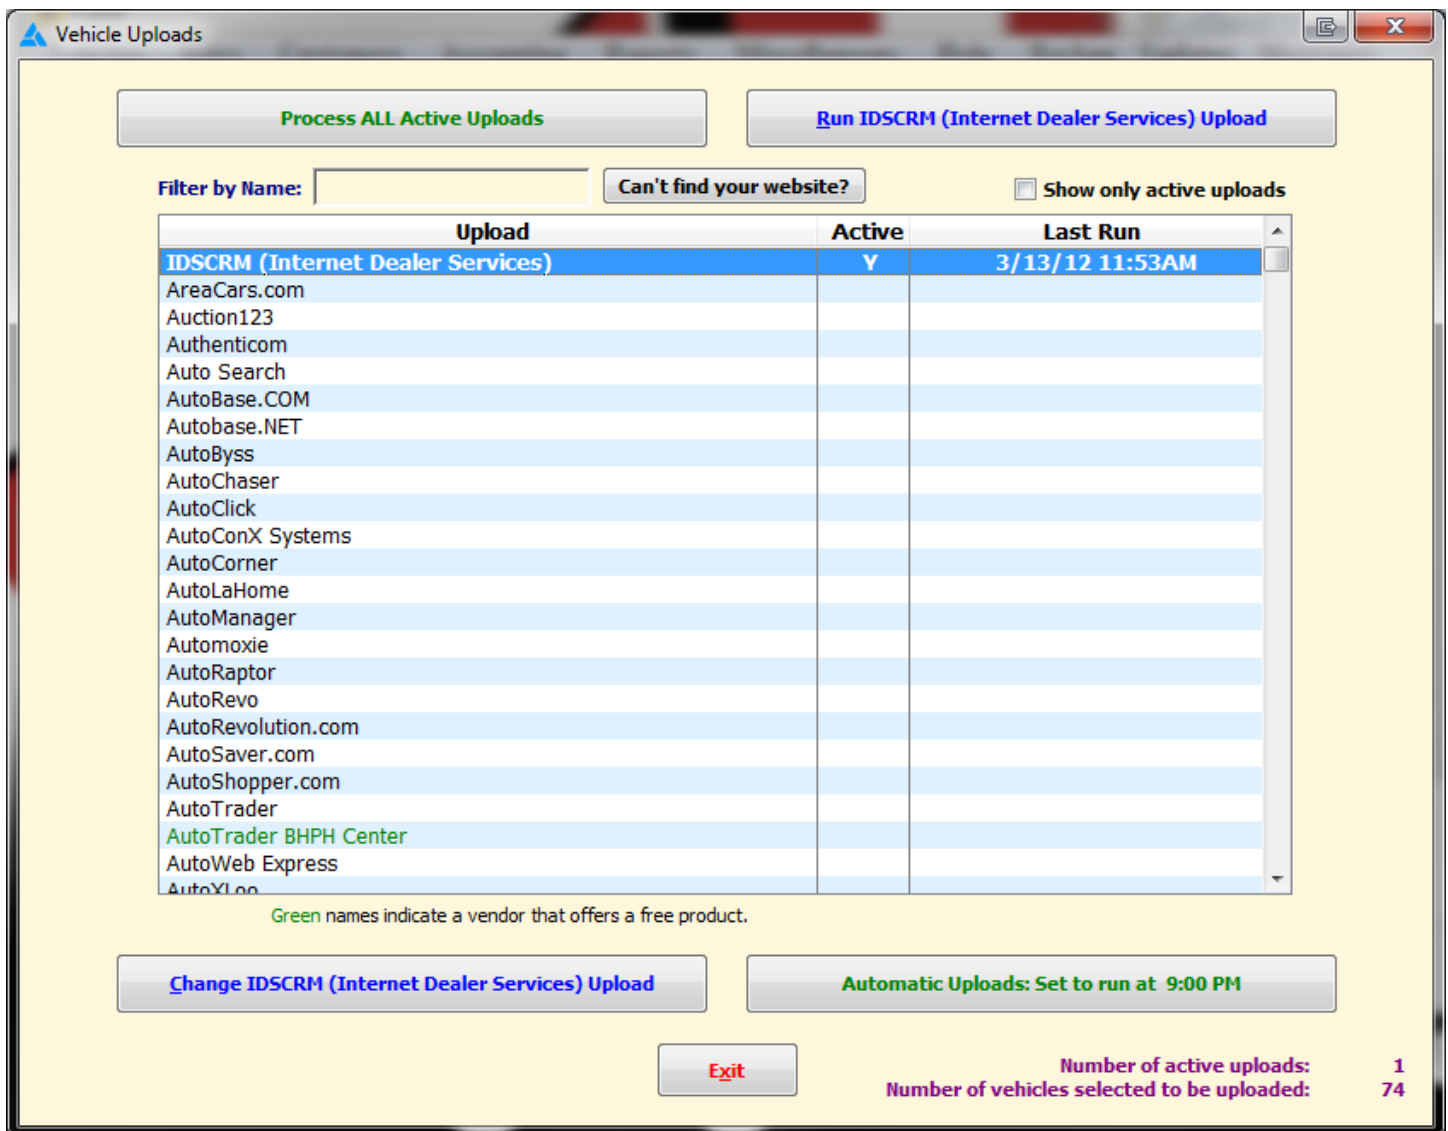 Vehicle Uploads
Process ALL Active Uploads Run IDSCRM (Internet Dealer Services) Upload
Filter by Name: Can't find your website? Show only active uploads
Upload Active Last Run
IDSCRM (Internet Dealer Services) Y 3/13/12 11:53AM
AreaCars.com
Auction123
Authenticom
Auto Search
AutoBase.COM
Autobase.NET
AutoByss
AutoChaser
AutoClick
AutoConX Systems
AutoCorner
AutoLaHome
AutoManager
Automoxie
AutoRaptor
AutoRevo
AutoRevolution.com
AutoSaver.com
AutoShopper.com
AutoTrader
AutoTrader BHPH Center
AutoWeb Express
AutoXLoo
Green names indicate a vendor that offers a free product.
Change IDSCRM (Internet Dealer Services) Upload Automatic Uploads: Set to run at 9:00 PM
Exit
Number of active uploads: 1
Number of vehicles selected to be uploaded: 74